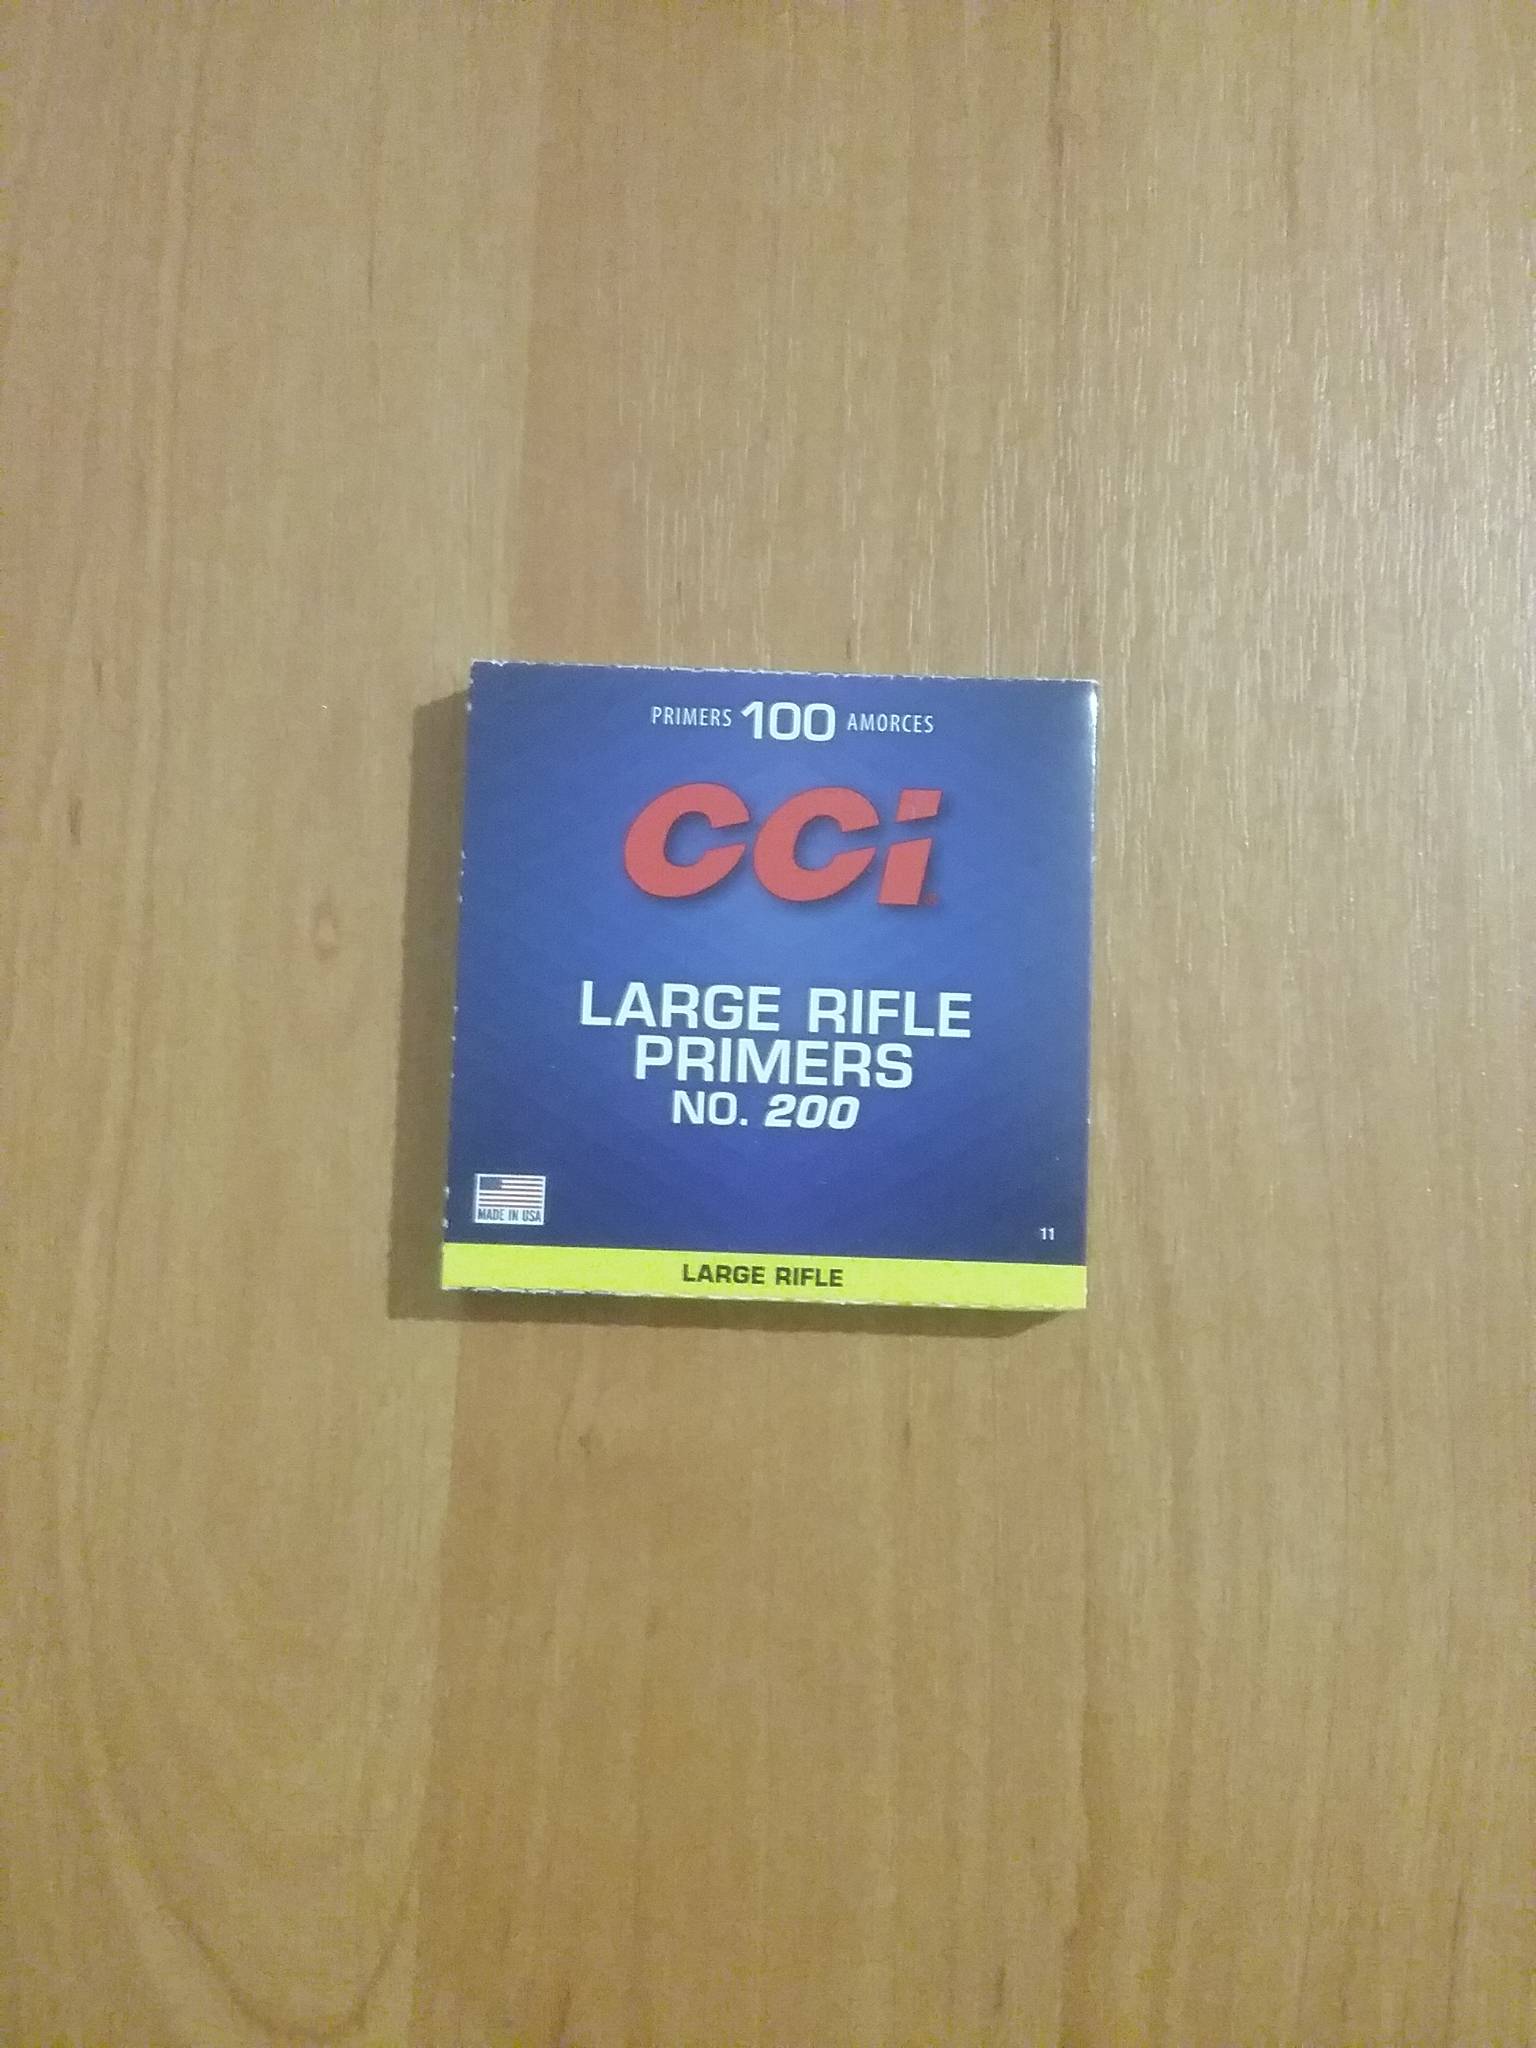 PRIMERS 100 AMORCES
CCI
LARGE RIFLE
PRIMERS
NO. 200
MADE IN USA
11
LARGE RIFLE